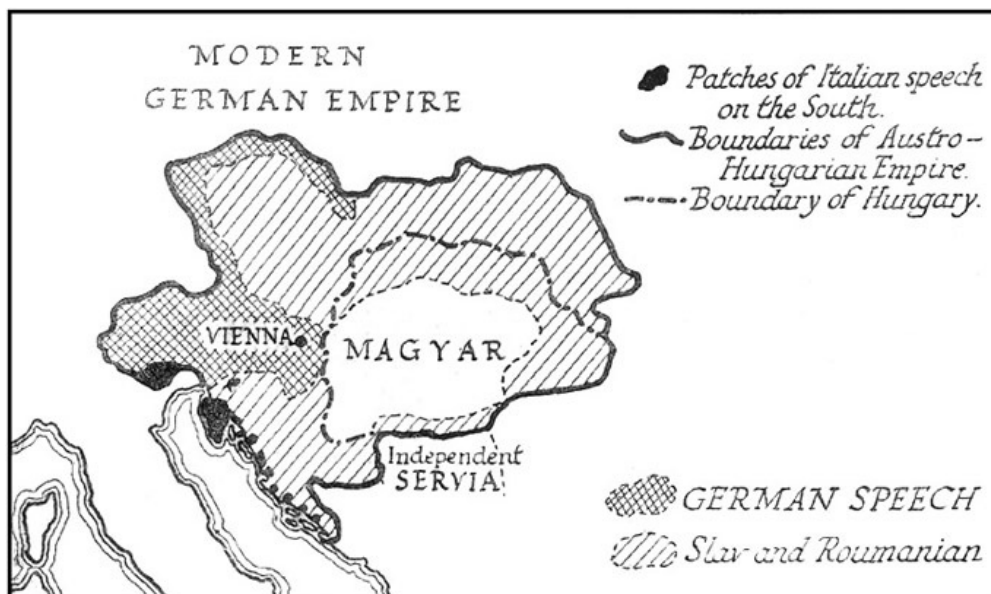 MODERN
GERMAN EMPIRE
Patches of Italian speech
on the South.
Boundaries of Austro-
Hungarian Empire.
Boundary of Hungary.
VIENNA
MAGYAR
Independent
SERVIA
GERMAN SPEECH
Slav and Roumanian